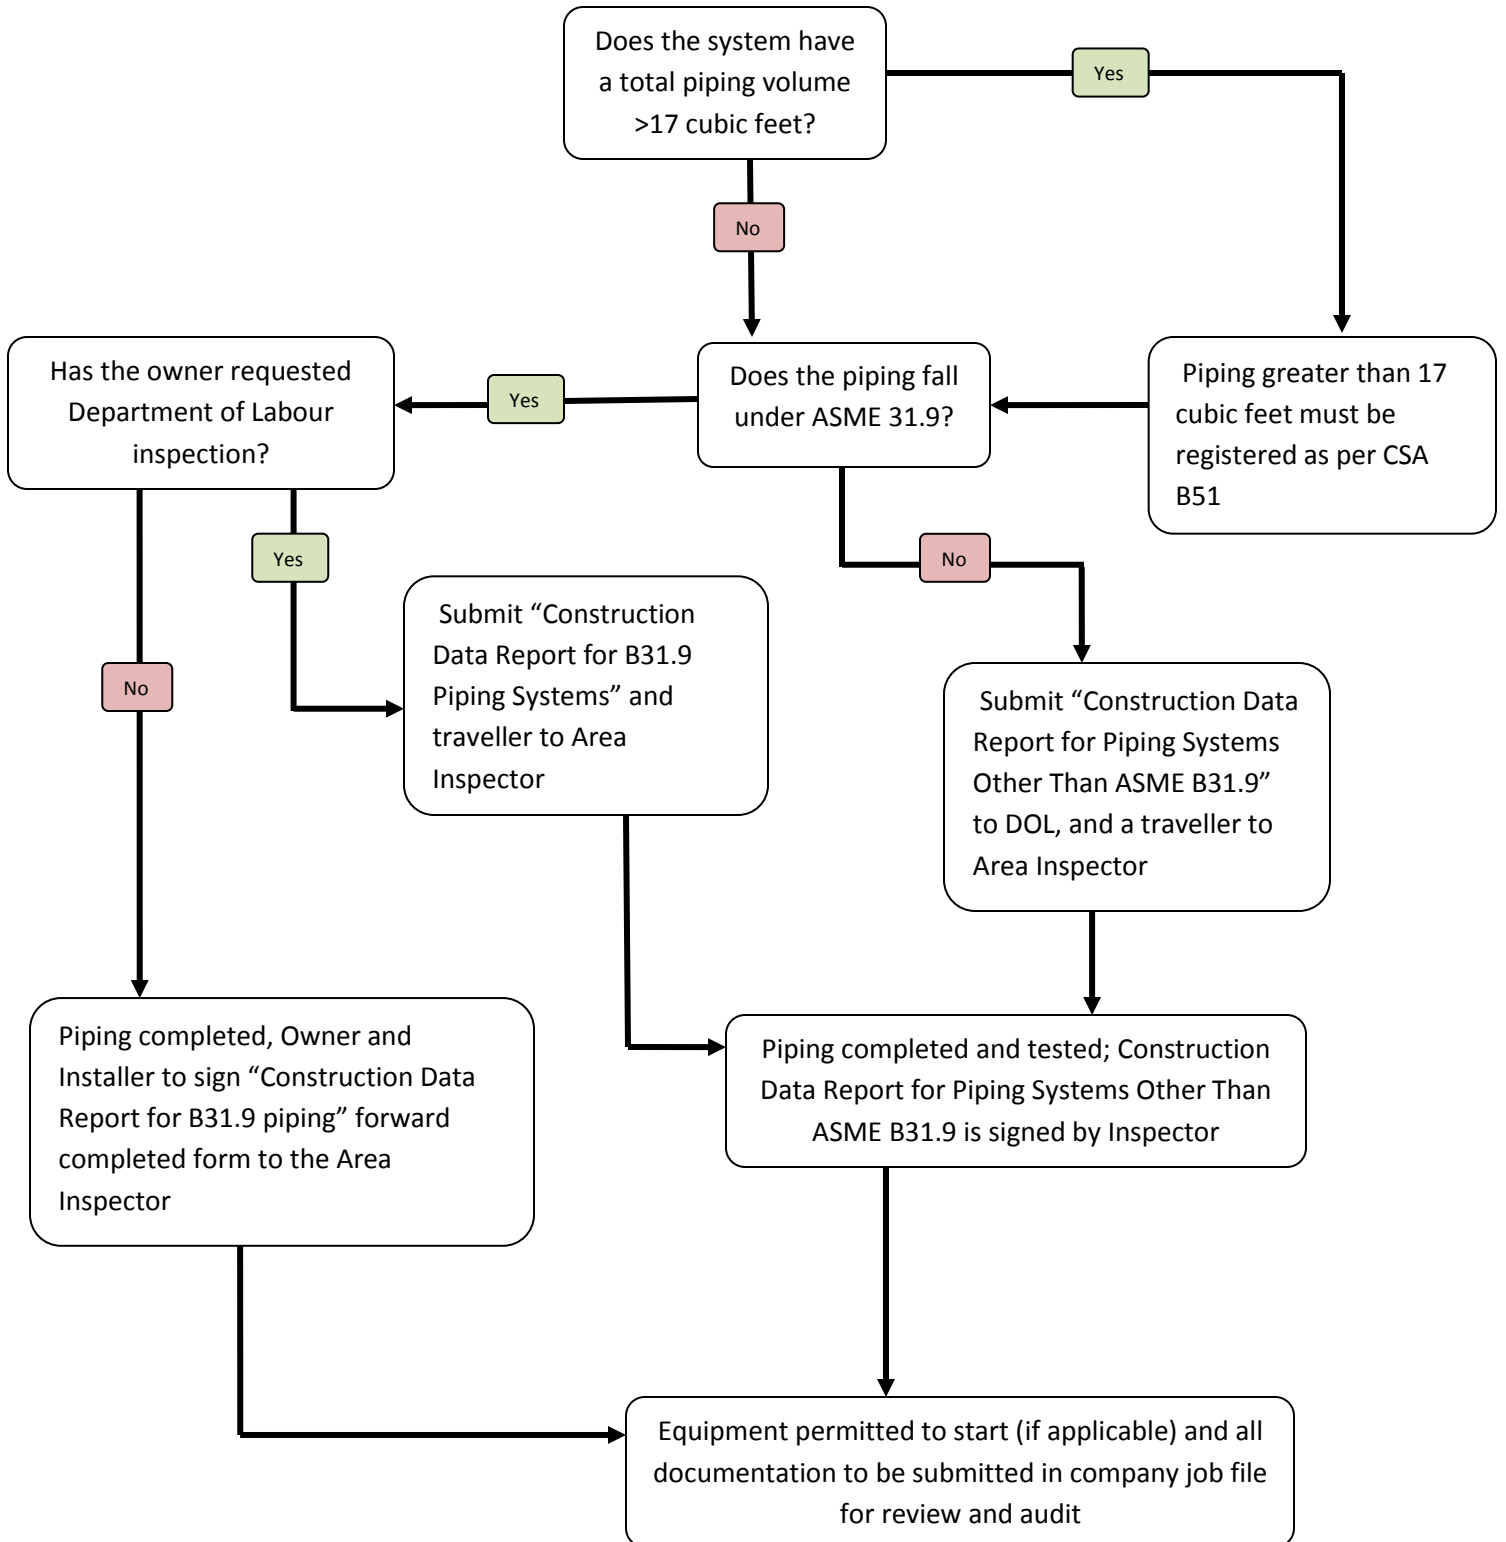 Does the system have
a total piping volume
>17 cubic feet?
Yes
No
Has the owner requested
Department of Labour
inspection?
Yes
Does the piping fall
under ASME 31.9?
Piping greater than 17
cubic feet must be
registered as per CSA
B51
Yes
No
No
Submit “Construction
Data Report for B31.9
Piping Systems” and
traveller to Area
Inspector
Submit “Construction Data
Report for Piping Systems
Other Than ASME B31.9”
to DOL, and a traveller to
Area Inspector
Piping completed, Owner and
Installer to sign “Construction Data
Report for B31.9 piping” forward
completed form to the Area
Inspector
Piping completed and tested; Construction
Data Report for Piping Systems Other Than
ASME B31.9 is signed by Inspector
Equipment permitted to start (if applicable) and all
documentation to be submitted in company job file
for review and audit